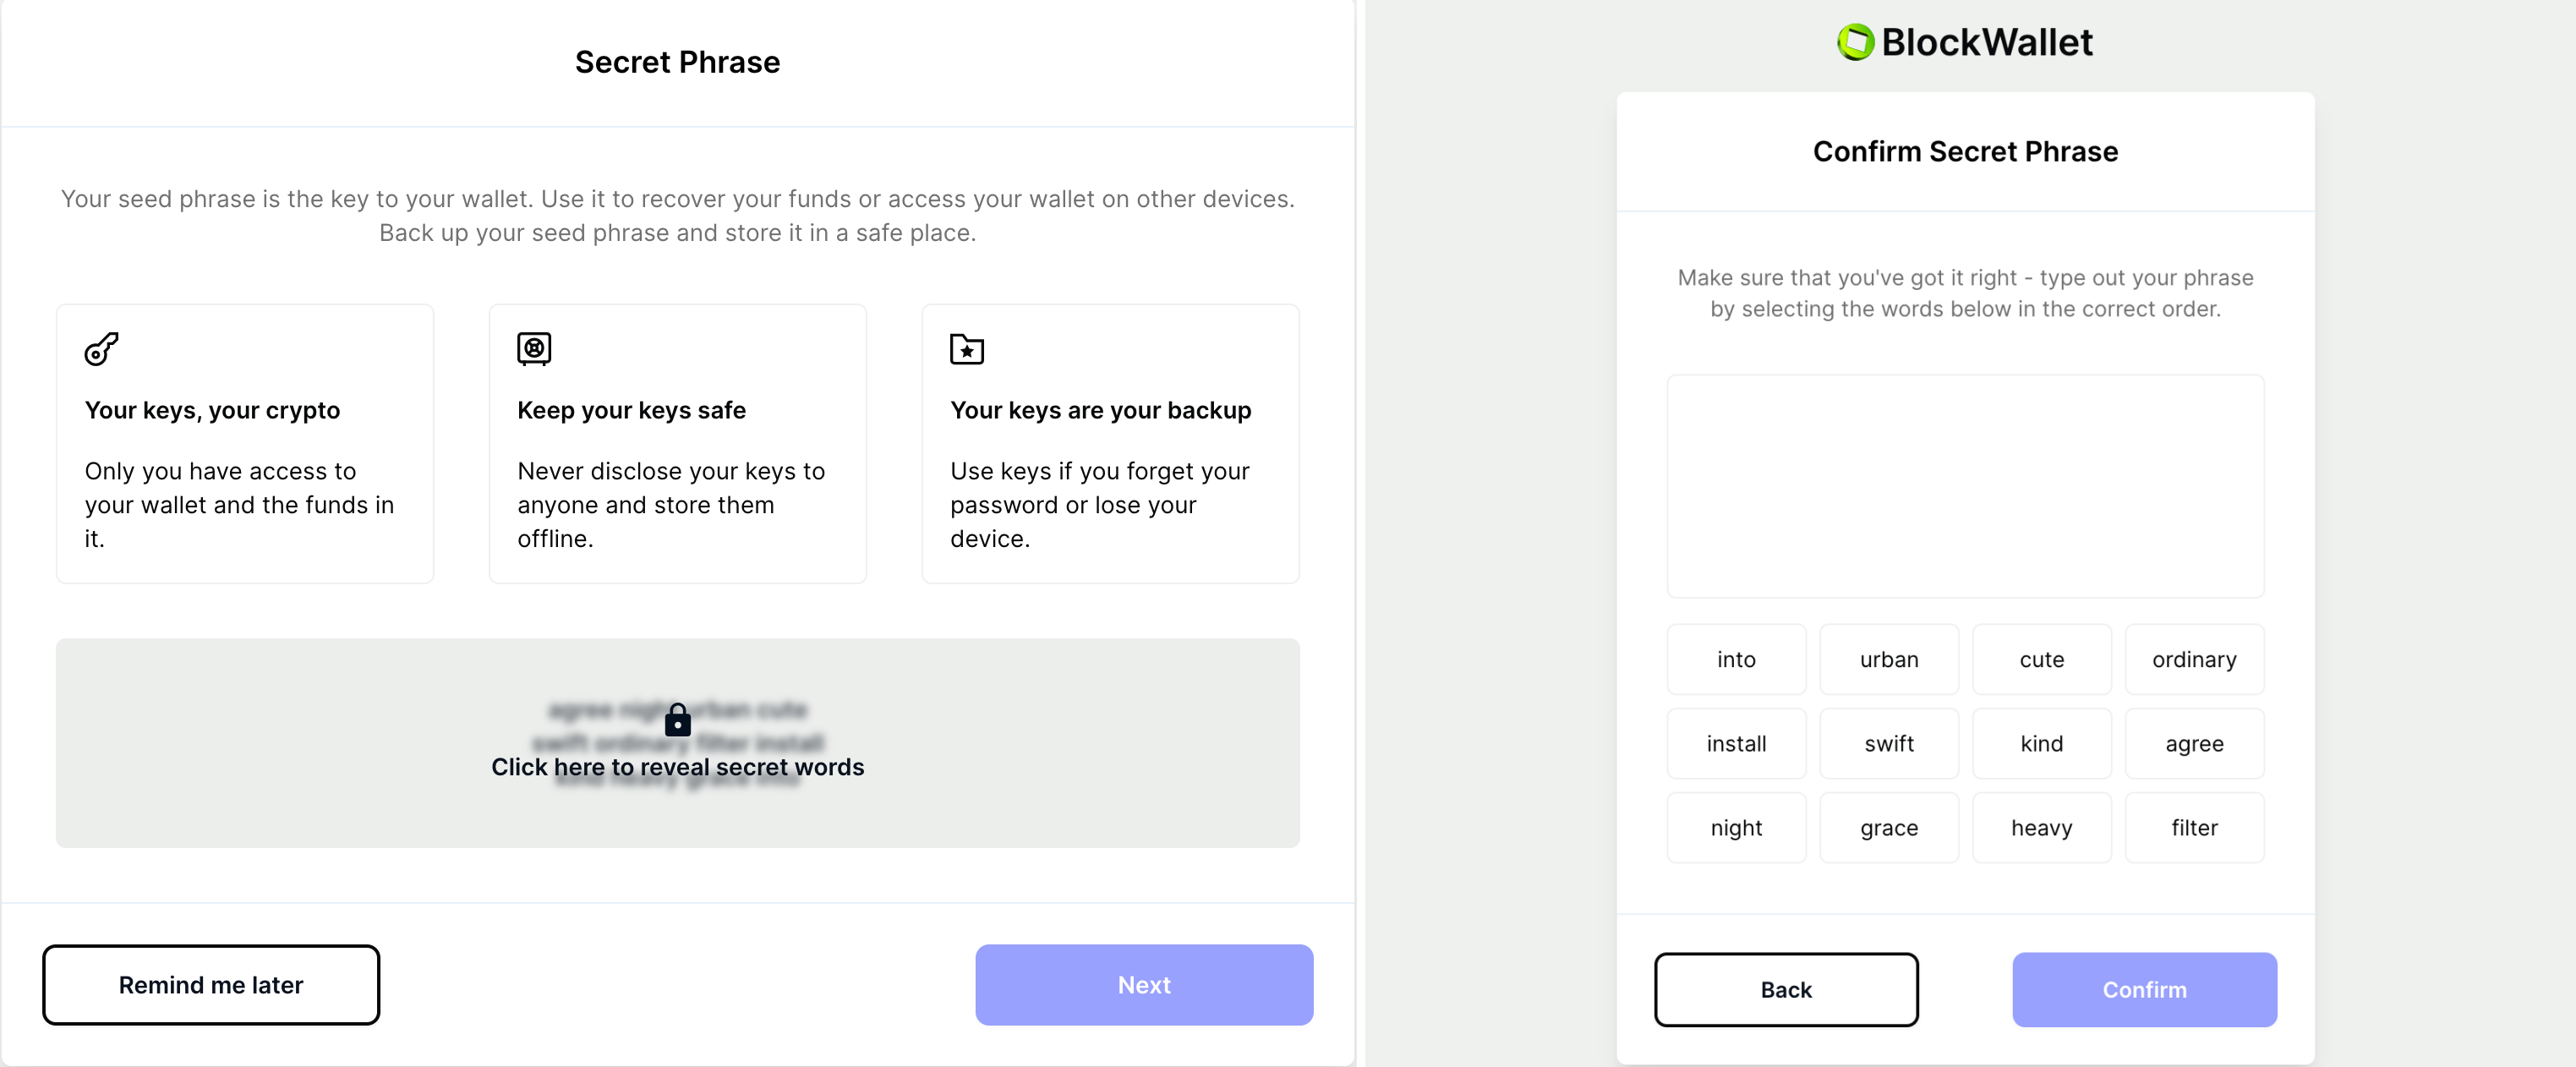 Secret Phrase
Your seed phrase is the key to your wallet. Use it to recover your funds or access your wallet on other devices.
Back up your seed phrase and store it in a safe place.
Your keys, your crypto
Only you have access to
your wallet and the funds in
it.
Keep your keys safe
Never disclose your keys to
anyone and store them
offline.
Your keys are your backup
Use keys if you forget your
password or lose your
device.
Click here to reveal secret words
Remind me later
Next
BlockWallet
Confirm Secret Phrase
Make sure that you've got it right - type out your phrase
by selecting the words below in the correct order.
into urban cute ordinary
install swift kind agree
night grace heavy filter
Back
Confirm